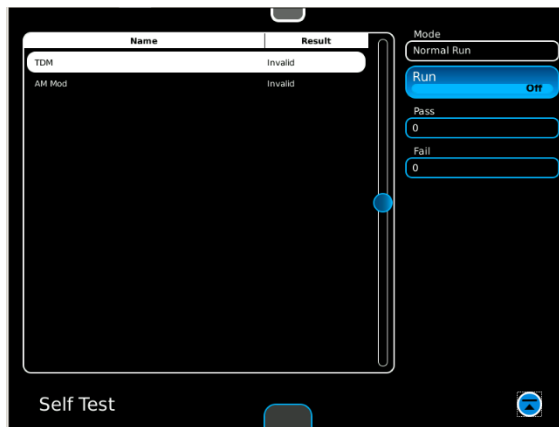 Name Result
TDM Invalid
AM Mod Invalid
Mode
Normal Run
Run
Off
Pass
0
Fail
0
Self Test